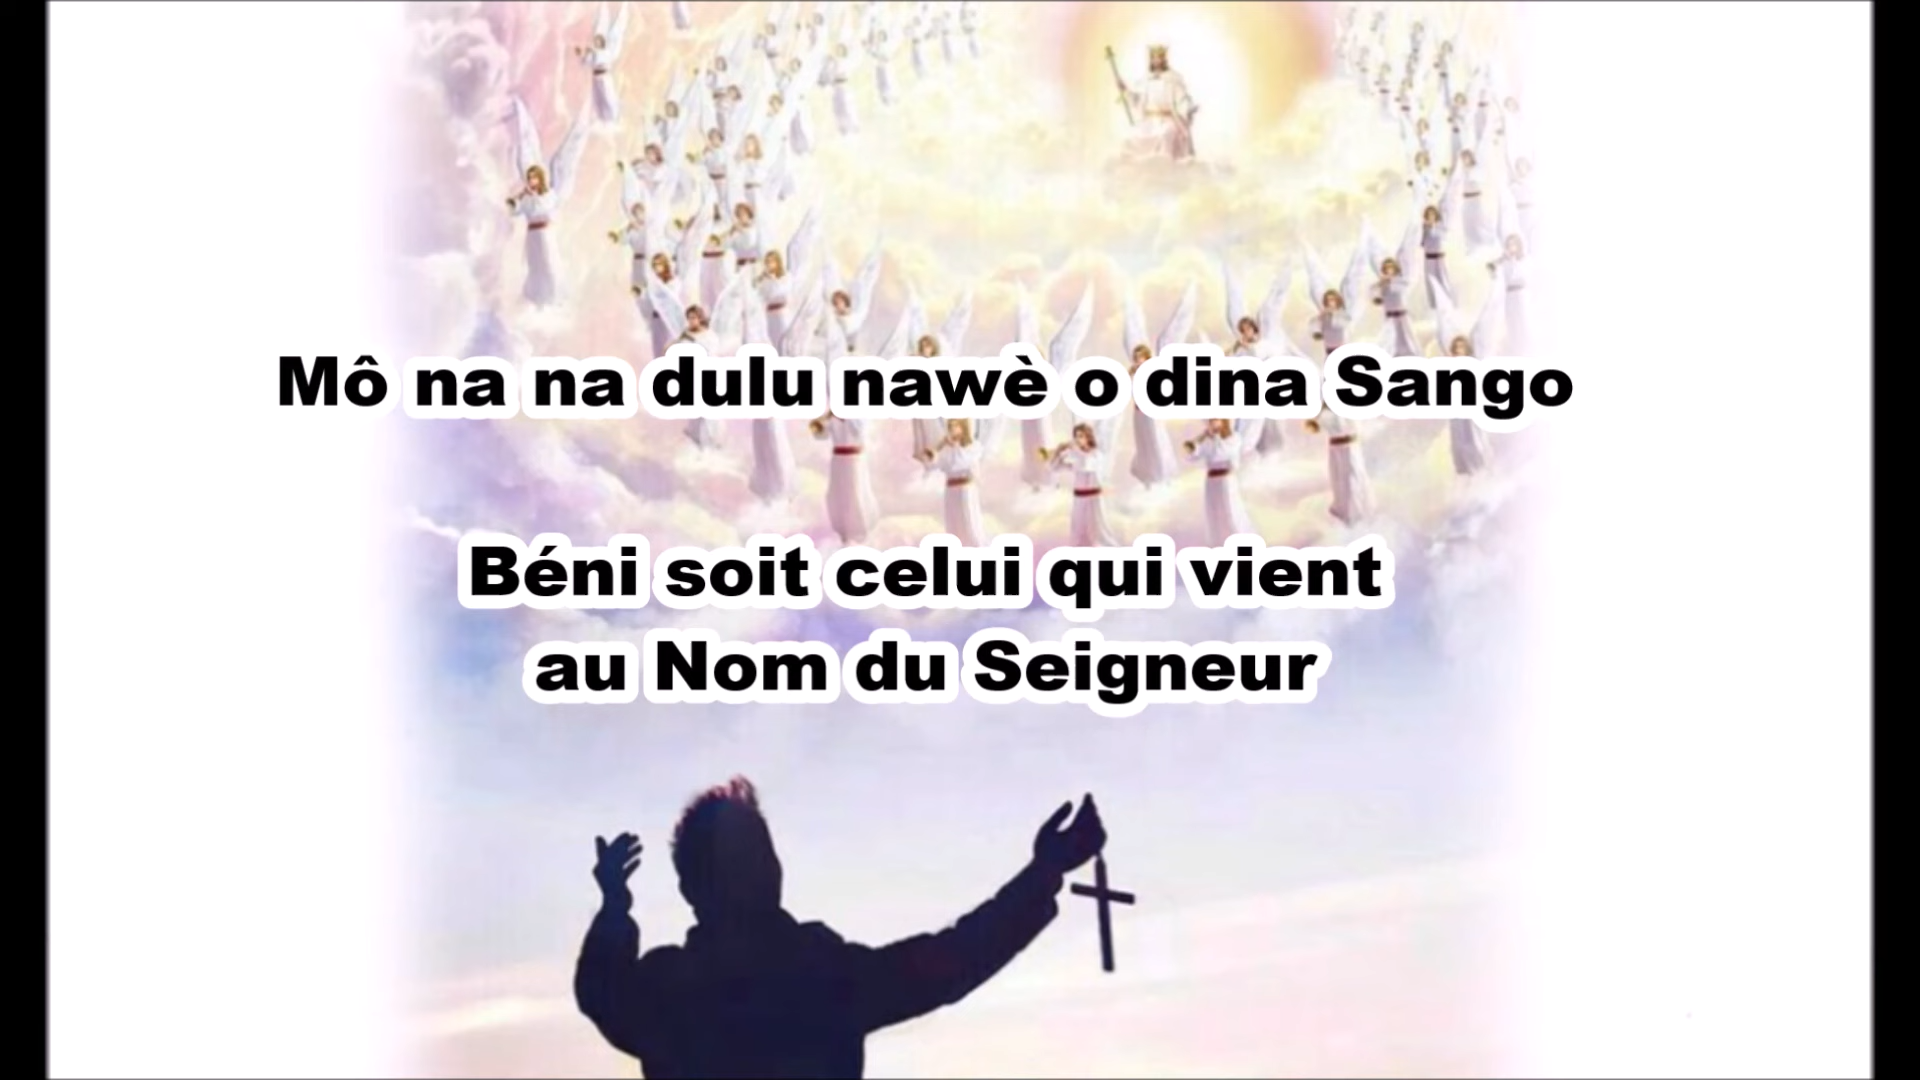 Mô na na dulu nawè o dina Sango
Béni soit celui qui vient
au Nom du Seigneur